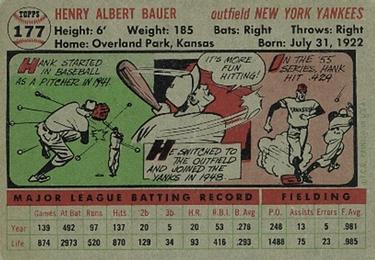 TOPPS
177
HENRY ALBERT BAUER outfield NEW YORK YANKEES
Height: 6' Weight: 185 Bats: Right Throws: Right
Home: Overland Park, Kansas Born: July 31, 1922
HANK STARTED
IN BASEBALL
AS A PITCHER IN 1941.
IT'S MORE
FUN
HITTING!
HE SWITCHED TO
THE OUTFIELD
AND JOINED THE
YANKS IN 1948.
IN THE '55
SERIES, HANK
HIT .429
YANKEES
MAJOR LEAGUE BATTING RECORD FIELDING
Games At Bat Runs Hits 2b 3b H.R. R.B.I. B. Avg P.O. Assists Errors F. Avg.
Year 139 492 97 137 20 5 20 53 .278 248 13 5 .981
Life 874 2973 520 870 129 34 93 416 .293 1488 75 23 .985